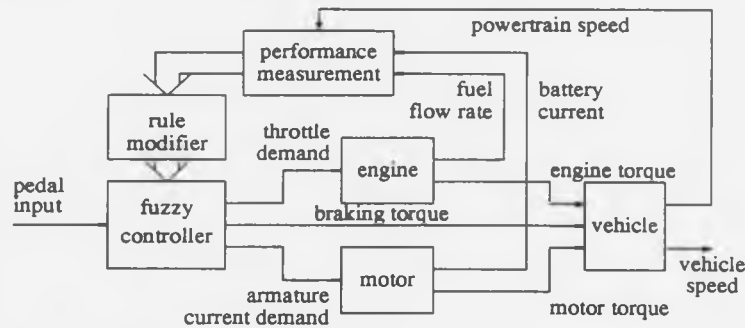 powertrain speed
performance
measurement
fuel
flow rate
battery
current
rule
modifier
throttle
demand
engine
engine torque
pedal
input
fuzzy
controller
braking torque
vehicle
motor
vehicle
speed
armature
current demand
motor torque